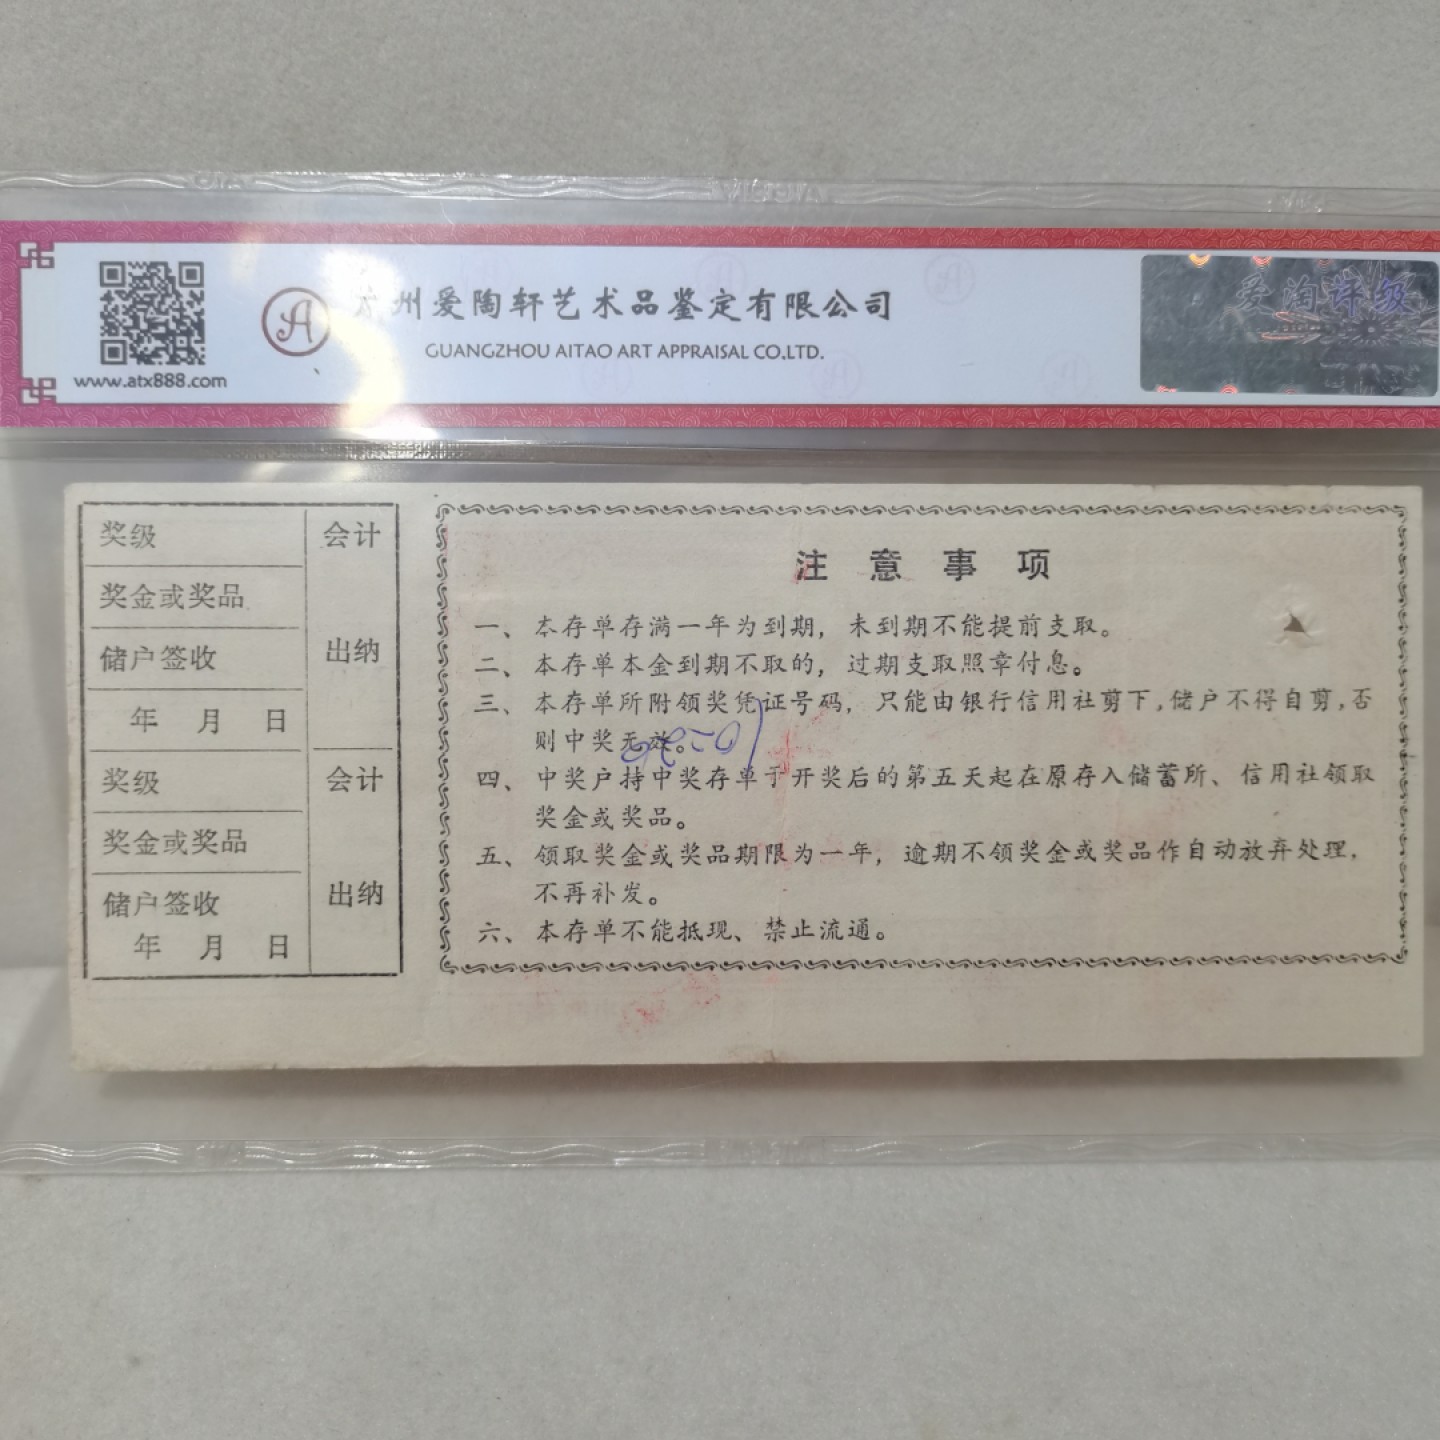 广州爱陶轩艺术品鉴定有限公司
GUANGZHOU AITAO ART APPRAISAL CO.LTD.
www.atx888.com
爱淘评级
奖级 会计
奖金或奖品
储户签收 出纳
年 月 日
奖级 会计
奖金或奖品
储户签收 出纳
年 月 日
注意事项
一、本存单存满一年为到期，未到期不能提前支取。
二、本存单本金到期不取的，过期支取照章付息。
三、本存单所附领奖凭证号码，只能由银行信用社剪下，储户不得自剪，否
则中奖无效。
四、中奖户持中奖存单于开奖后的第五天起在原存入储蓄所、信用社领取
奖金或奖品。
五、领取奖金或奖品期限为一年，逾期不领奖金或奖品作自动放弃处理，
不再补发。
六、本存单不能抵现、禁止流通。